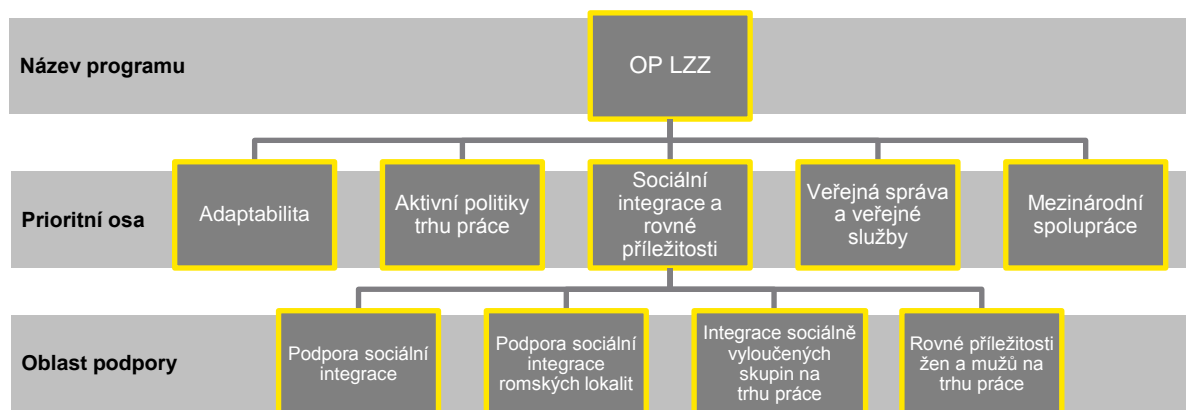 Název programu
OP LZZ
Prioritní osa
Adaptabilita
Aktivní politiky
trhu práce
Sociální
integrace a
rovné
příležitosti
Veřejná správa
a veřejné
služby
Mezinárodní
spolupráce
Oblast podpory
Podpora sociální
integrace
Podpora sociální
integrace
romských lokalit
Integrace sociálně
vyloučených
skupin na
trhu práce
Rovné příležitosti
žen a mužů na
trhu práce